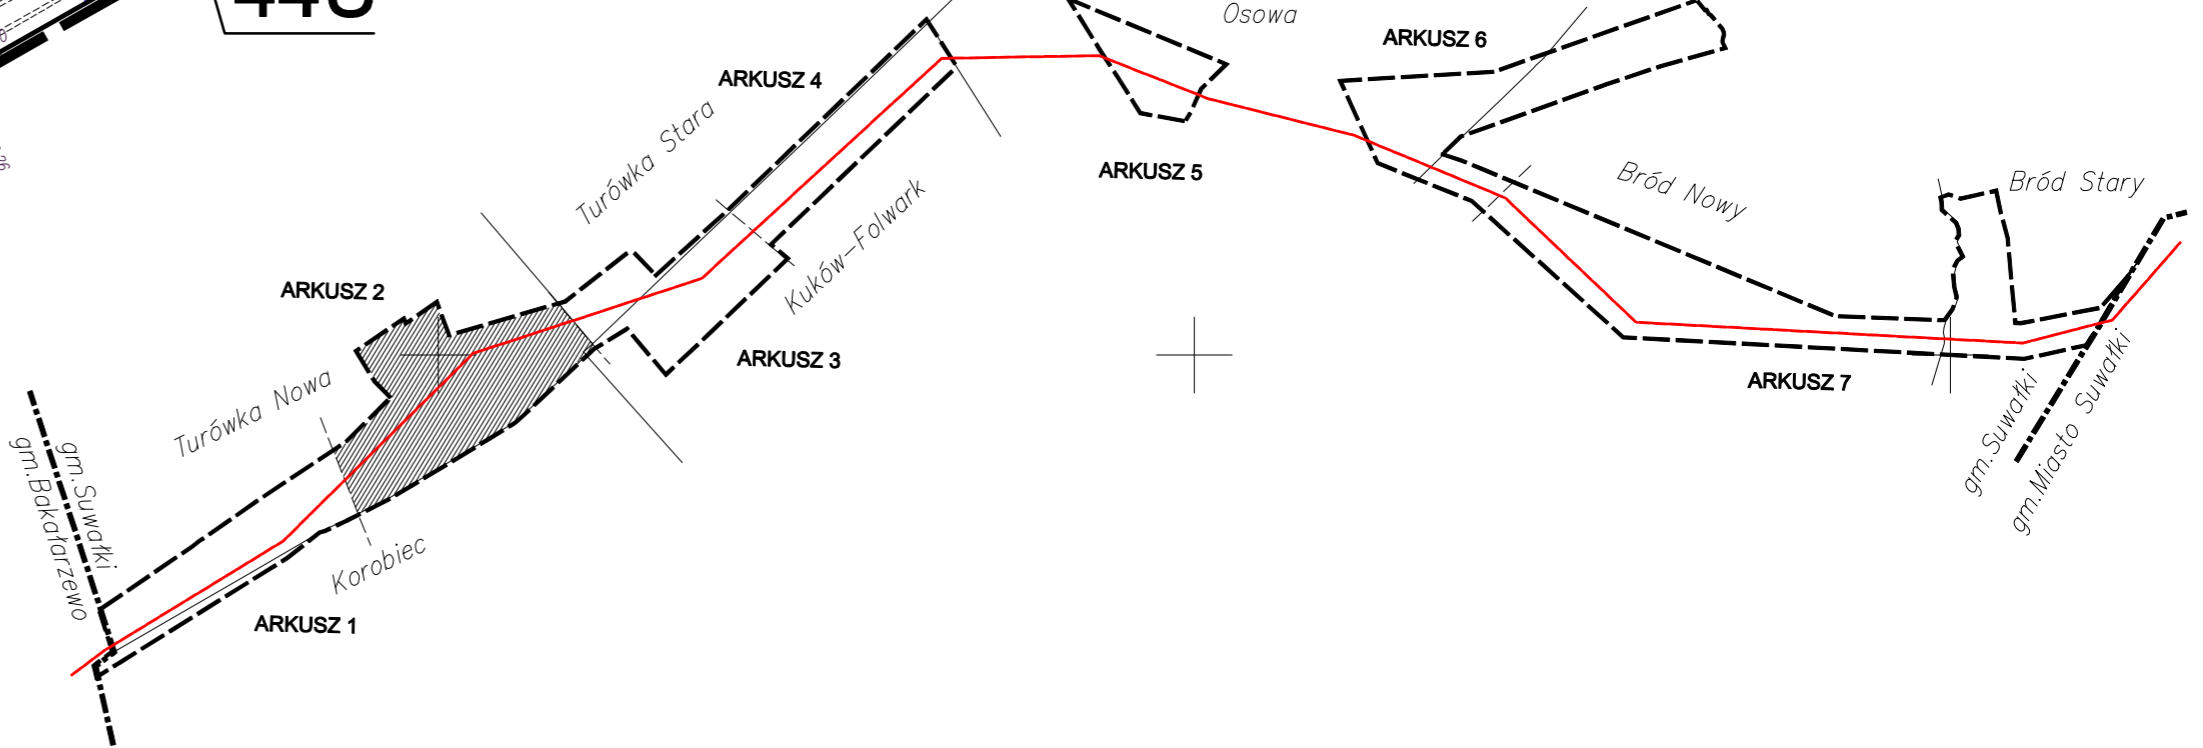 Osowa
ARKUSZ 6
ARKUSZ 4
Turówka Stara
ARKUSZ 5
Bród Nowy
Bród Stary
Kuków-Folwark
ARKUSZ 2
ARKUSZ 3
ARKUSZ 7
Turówka Nowa
gm.Suwałki
gm.Bakałarzewo
gm.Suwałki
gm.Miasto Suwałki
Korobiec
ARKUSZ 1